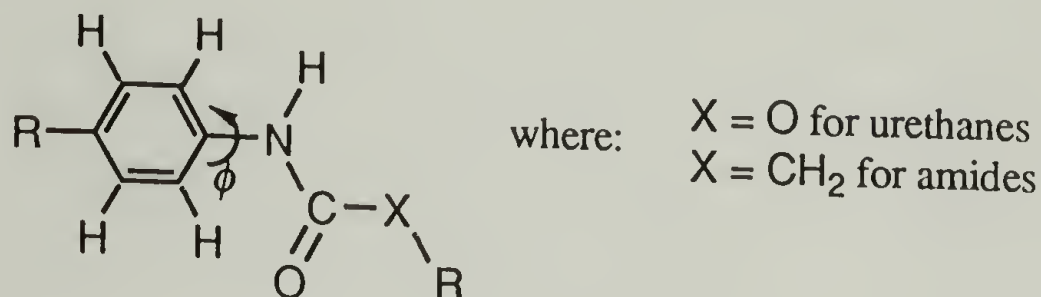 H H
H
R N
φ
H H C X
O R
where: X = O for urethanes
X = CH₂ for amides